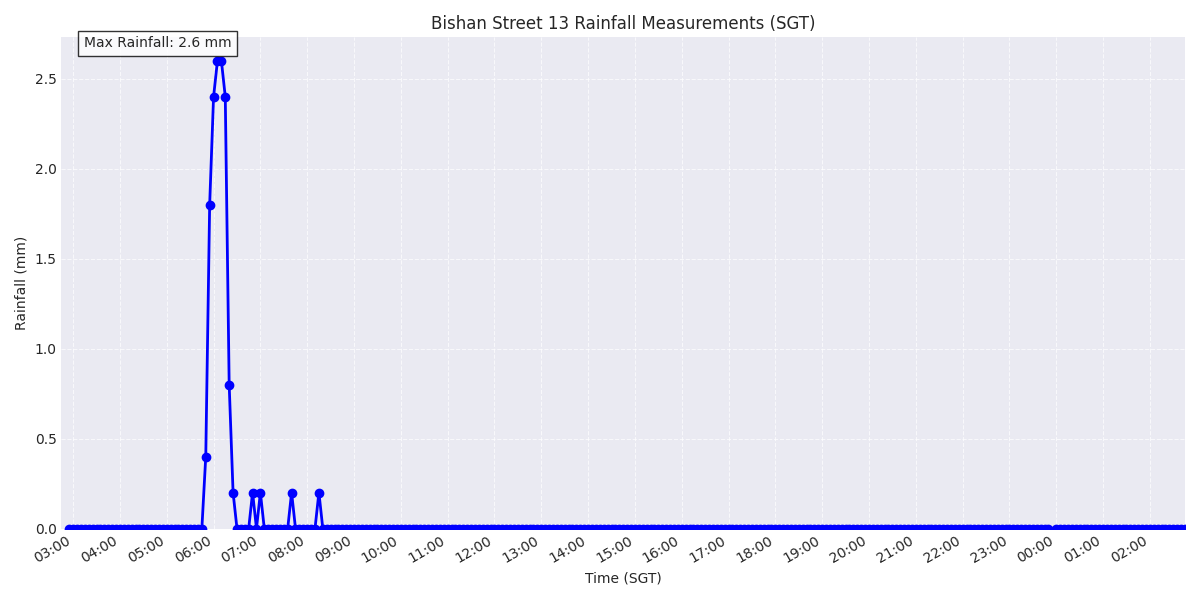 Bishan Street 13 Rainfall Measurements (SGT)
Max Rainfall: 2.6 mm
2.5
2.0
1.5
1.0
0.5
0.0
Rainfall (mm)
03:00 04:00 05:00 06:00 07:00 08:00 09:00 10:00 11:00 12:00 13:00 14:00 15:00 16:00 17:00 18:00 19:00 20:00 21:00 22:00 23:00 00:00 01:00 02:00
Time (SGT)